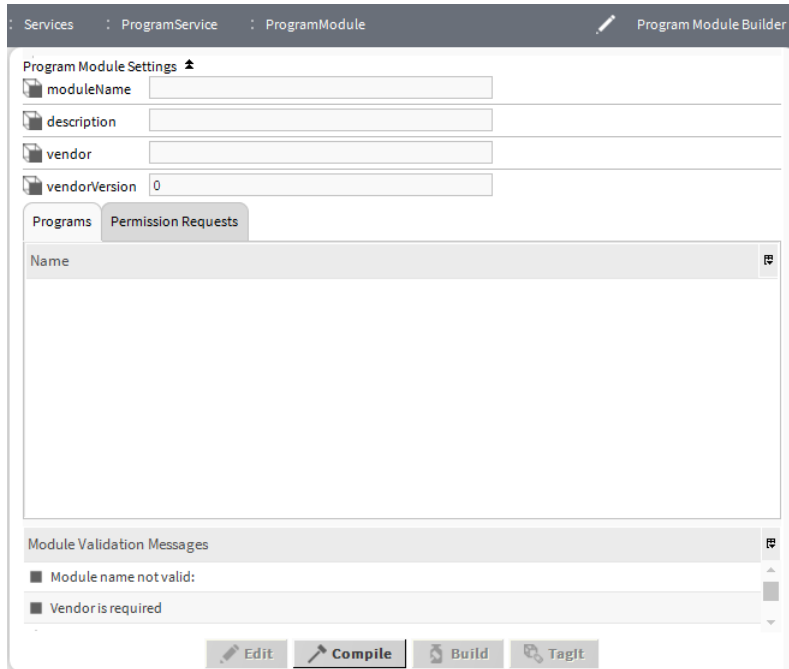 : Services : ProgramService : ProgramModule Program Module Builder
Program Module Settings
moduleName
description
vendor
vendorVersion 0
Programs Permission Requests
Name
Module Validation Messages
Module name not valid:
Vendor is required
Edit Compile Build TagIt